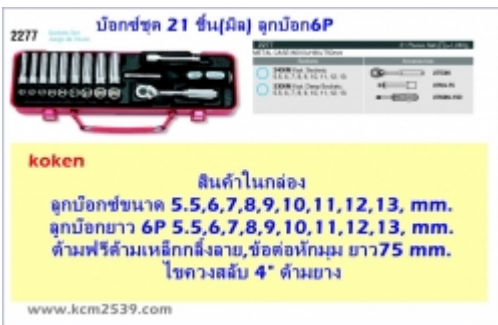 บ๊อกซ์ชุด 21 ชิ้น(มิล) ลูกบ๊อก6P
2277
koken
สินค้าในกล่อง
ลูกบ๊อกซ์ขนาด 5.5,6,7,8,9,10,11,12,13, mm.
ลูกบ๊อกยาว 6P 5.5,6,7,8,9,10,11,12,13, mm.
ด้ามฟรีด้ามเหล็กกลิ้งลาย,ข้อต่อหักมุม ยาว75 mm.
ไขควงสลับ 4" ด้ามยาง
www.kcm2539.com